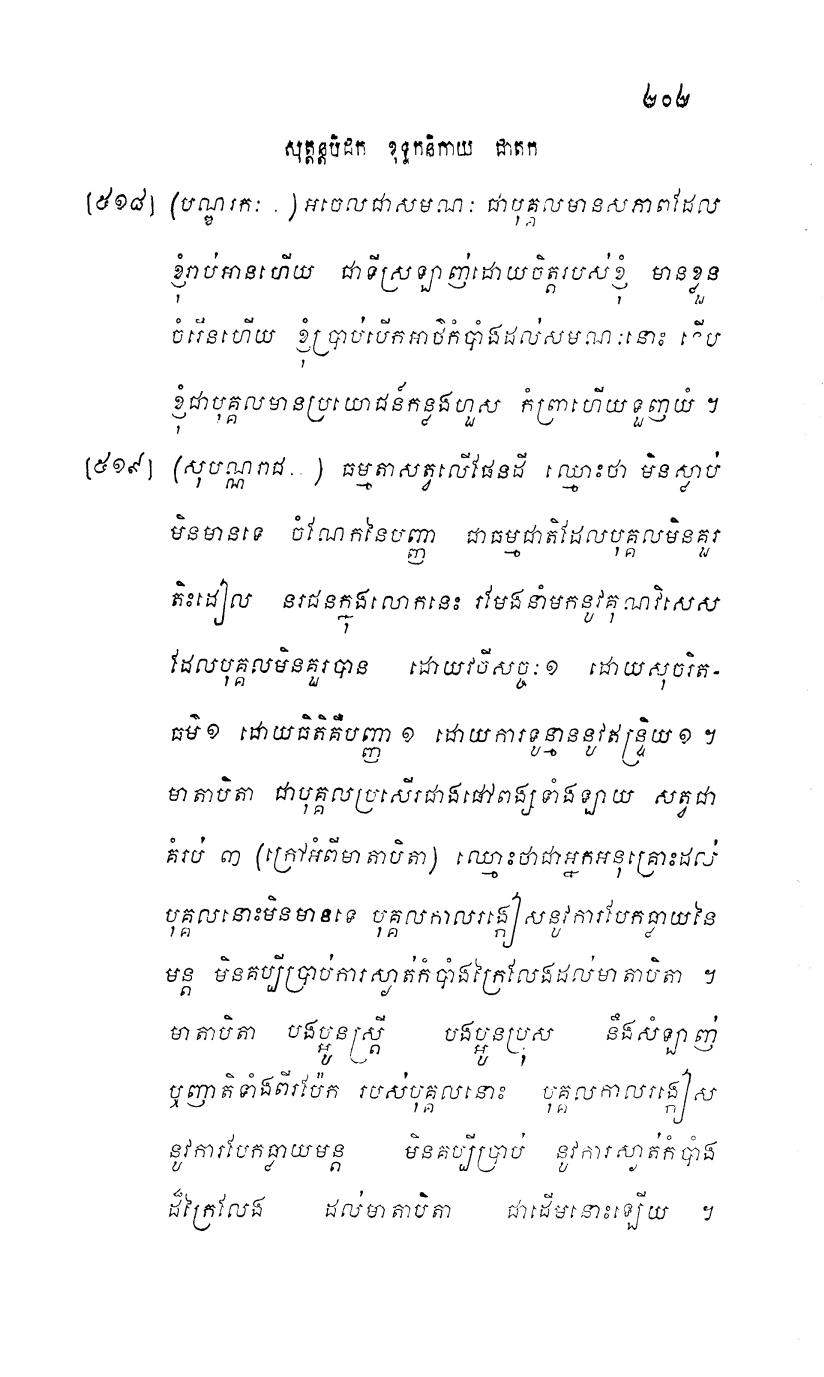 ២០២
សុត្តន្តបិដក ខុទ្ទកនិកាយ ជាតក
[៥១៨] (បណ្ឌរកៈ . ) អចេលជាសមណៈ ជាបុគ្គលមានសភាពដែល
ខ្ញុំរាប់អានហើយ ជាទីស្រឡាញ់ដោយចិត្តរបស់ខ្ញុំ មានខ្លួន
ចំរើនហើយ ខ្ញុំប្រាប់បើកអាថ៌កំបាំងដល់សមណៈនោះ ទើប
ខ្ញុំជាបុគ្គលមានប្រយោជន៍កន្លងហួស កំព្រាហើយទួញយំ ។
[៥១៩] (សុបណ្ណរាជ . . ) ធម្មតាសត្វលើផែនដី ឈ្មោះថា មិនស្លាប់
មិនមានទេ ចំណែកនៃបញ្ញា ជាធម្មជាតិដែលបុគ្គលមិនគួរ
តិះដៀល នរជនក្នុងលោកនេះ រមែងនាំមកនូវគុណវិសេស
ដែលបុគ្គលមិនគួរបាន ដោយវចីសច្ចៈ ១ ដោយសុចរិត-
ធម៌ ១ ដោយធិតិគឺបញ្ញា ១ ដោយការទូន្មាននូវឥន្ទ្រិយ ១ ។
មាតាបិតា ជាបុគ្គលប្រសើរជាងផៅពង្សទាំងឡាយ សត្វជា
គំរប់ ៣ (ក្រៅអំពីមាតាបិតា) ឈ្មោះថាជាអ្នកអនុគ្រោះដល់
បុគ្គលនោះមិនមានទេ បុគ្គលកាលរង្កៀសនូវការបែកធ្លាយនៃ
មន្ត មិនគប្បីប្រាប់ការស្ងាត់កំបាំងក្រៃលែងដល់មាតាបិតា ។
មាតាបិតា បងប្អូនស្ត្រី បងប្អូនប្រុស នឹងសំឡាញ់
ឬញាតិទាំងពីរប៉ែក របស់បុគ្គលនោះ បុគ្គលកាលរង្កៀស
នូវការបែកធ្លាយមន្ត មិនគប្បីប្រាប់ នូវការស្ងាត់កំបាំង
ដ៏ក្រៃលែង ដល់មាតាបិតា ជាដើមនោះឡើយ ។